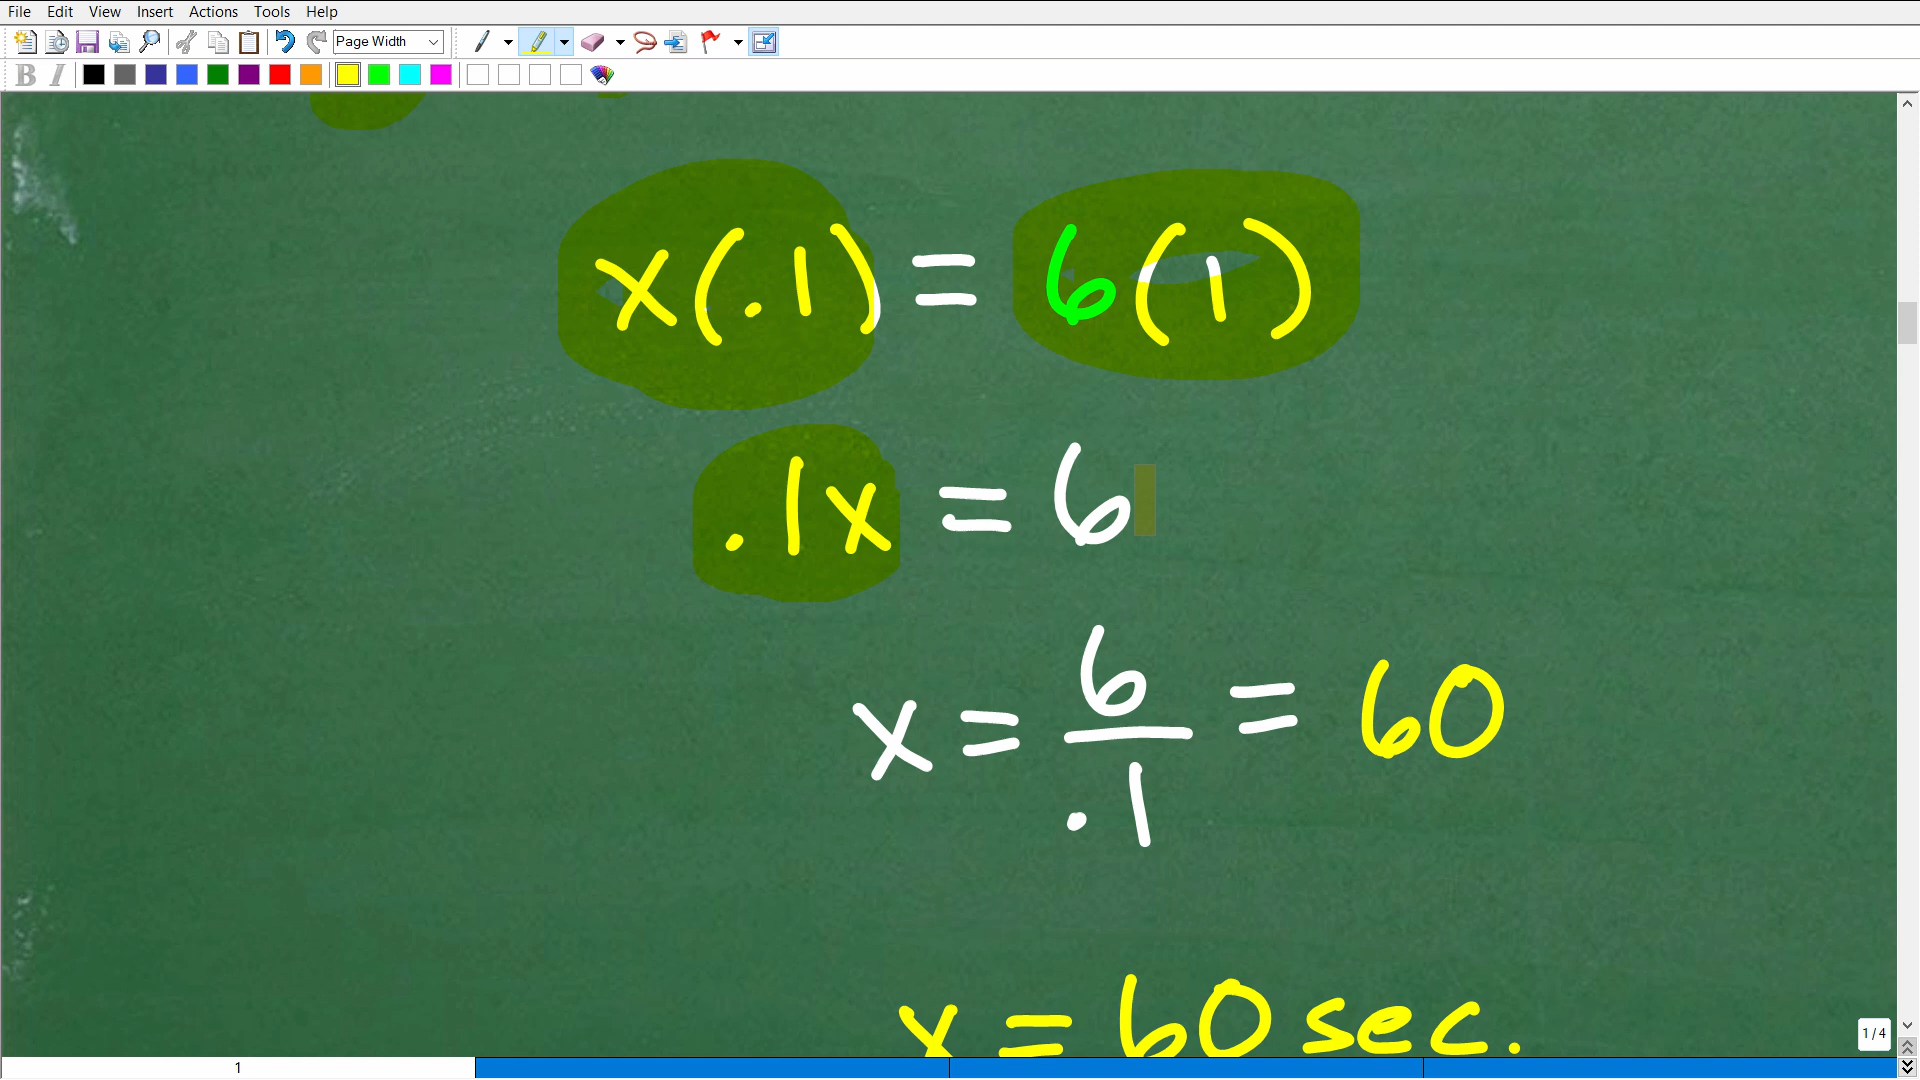 File Edit View Insert Actions Tools Help
Page Width
B I
x(.1) = 6(1)
.1x = 6
x = 6/.1 = 60
x = 60 sec.
1 / 4
1